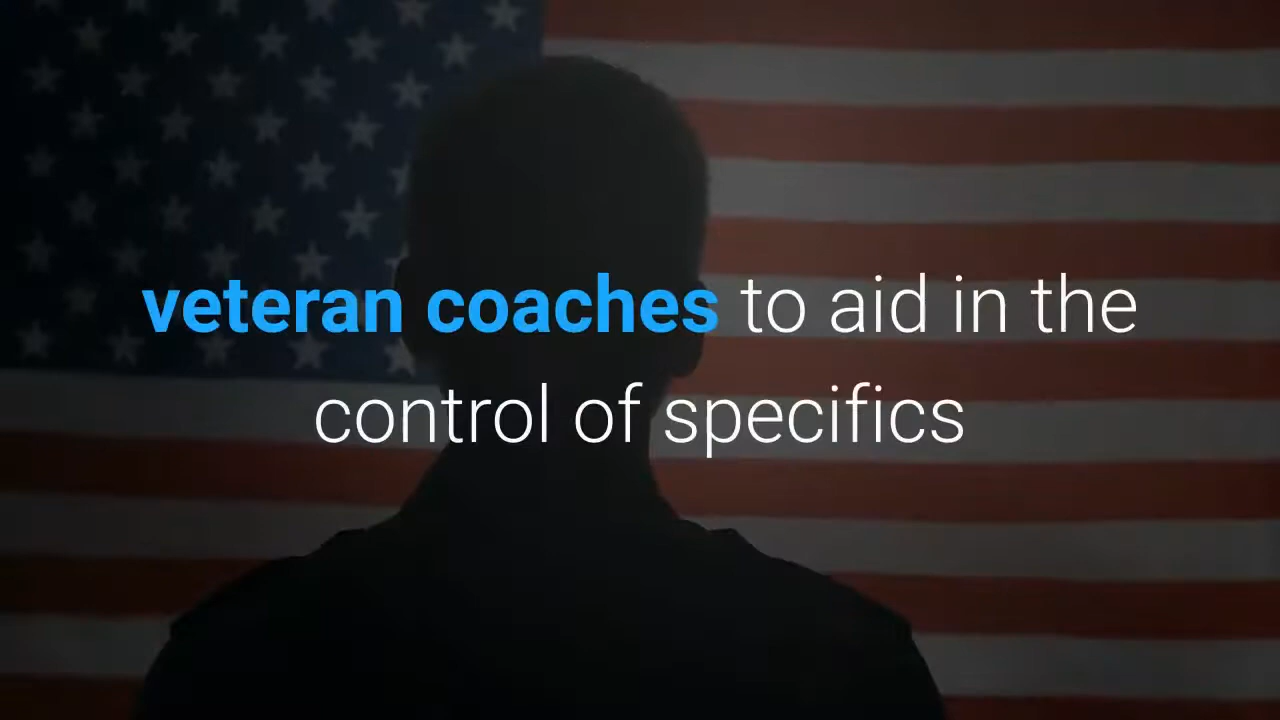 veteran coaches to aid in the
control of specifics